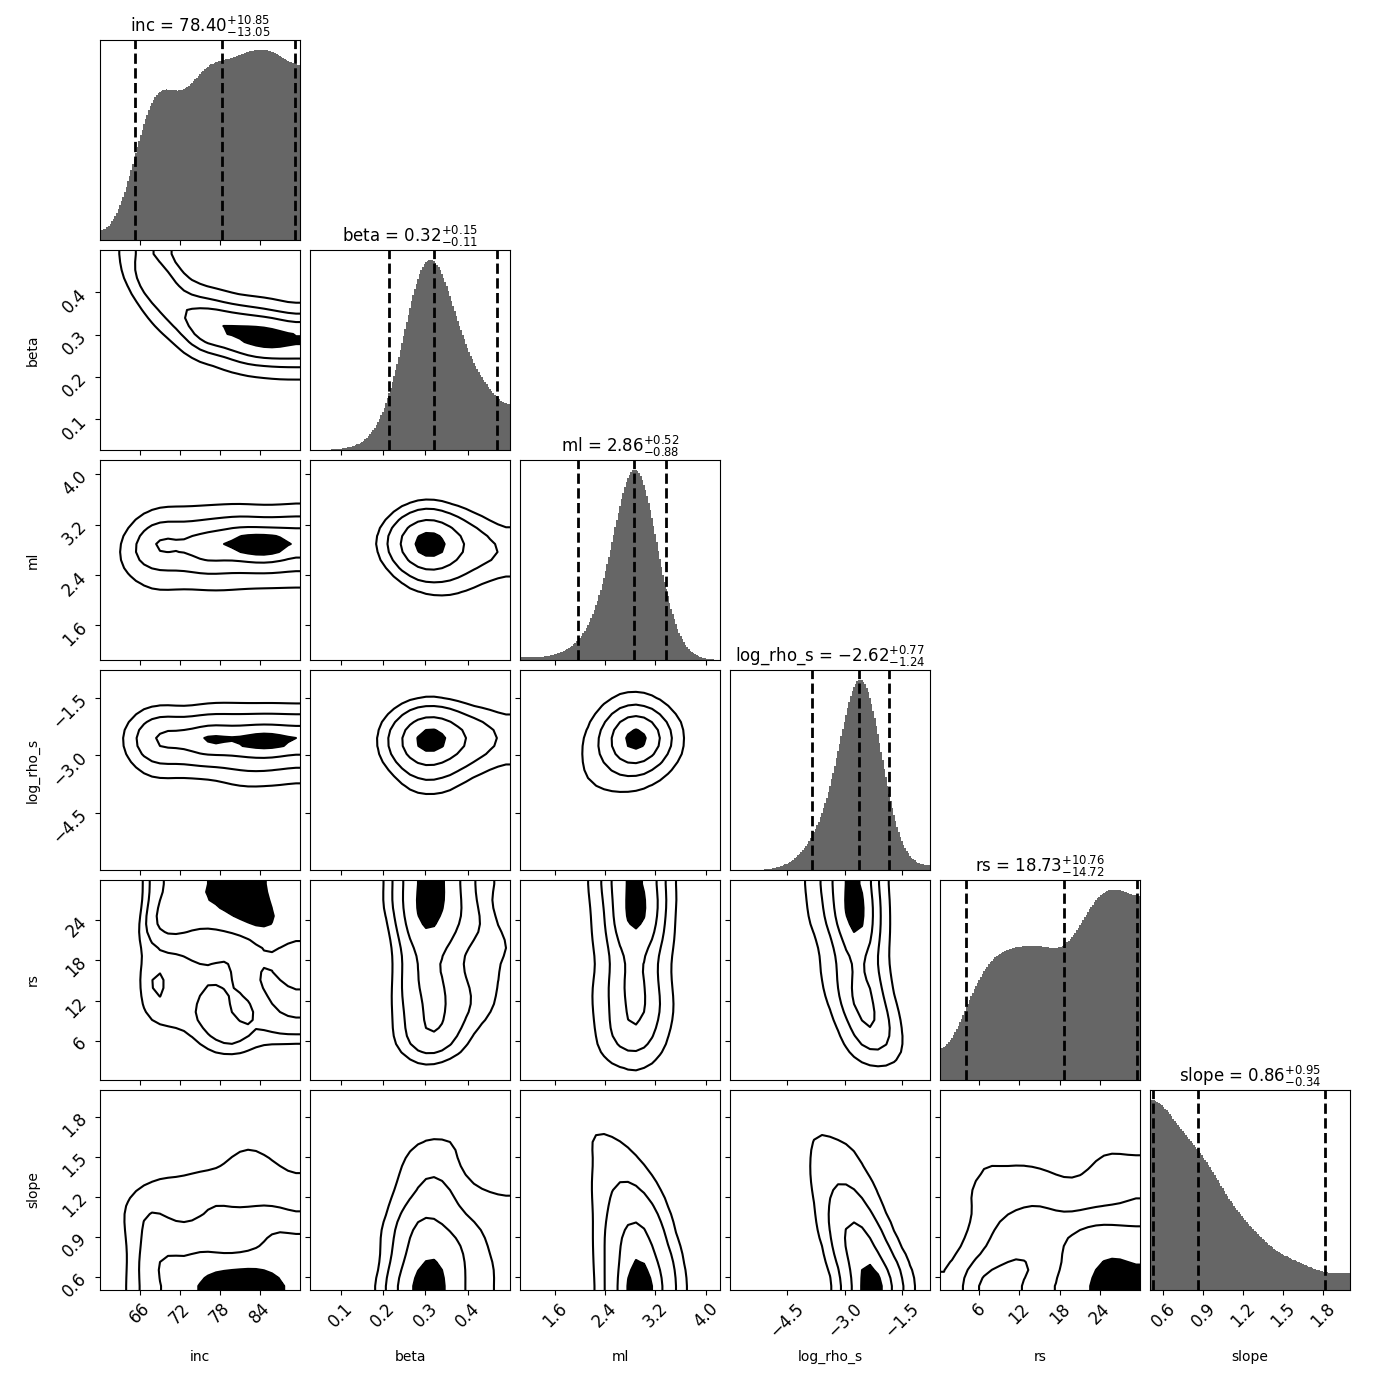 inc = 78.40+10.85−13.05
beta = 0.32+0.15−0.11
0.4
0.3
0.2
0.1
beta
ml = 2.86+0.52−0.88
4.0
3.2
2.4
1.6
ml
log_rho_s = −2.62+0.77−1.24
−1.5
−3.0
−4.5
log_rho_s
rs = 18.73+10.76−14.72
24
18
12
6
rs
slope = 0.86+0.95−0.34
1.8
1.5
1.2
0.9
0.6
slope
66 72 78 84 0.1 0.2 0.3 0.4 1.6 2.4 3.2 4.0 −4.5 −3.0 −1.5 6 12 18 24 0.6 0.9 1.2 1.5 1.8
inc beta ml log_rho_s rs slope